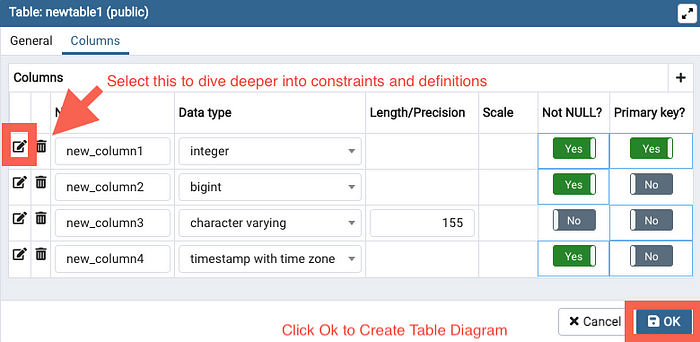 Table: newtable1 (public)
General Columns
Columns Select this to dive deeper into constraints and definitions +
N Data type Length/Precision Scale Not NULL? Primary key?
new_column1 integer Yes Yes
new_column2 bigint Yes No
new_column3 character varying 155 No No
new_column4 timestamp with time zone Yes No
Click Ok to Create Table Diagram Cancel OK